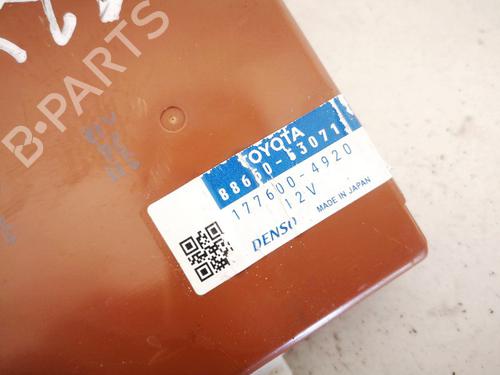 B-PARTS
TOYOTA
88650-53071
177600-4920
12V
MADE IN JAPAN
DENSO